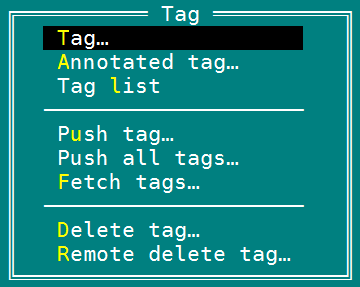 Tag
Tag…
Annotated tag…
Tag list
Push tag…
Push all tags…
Fetch tags…
Delete tag…
Remote delete tag…